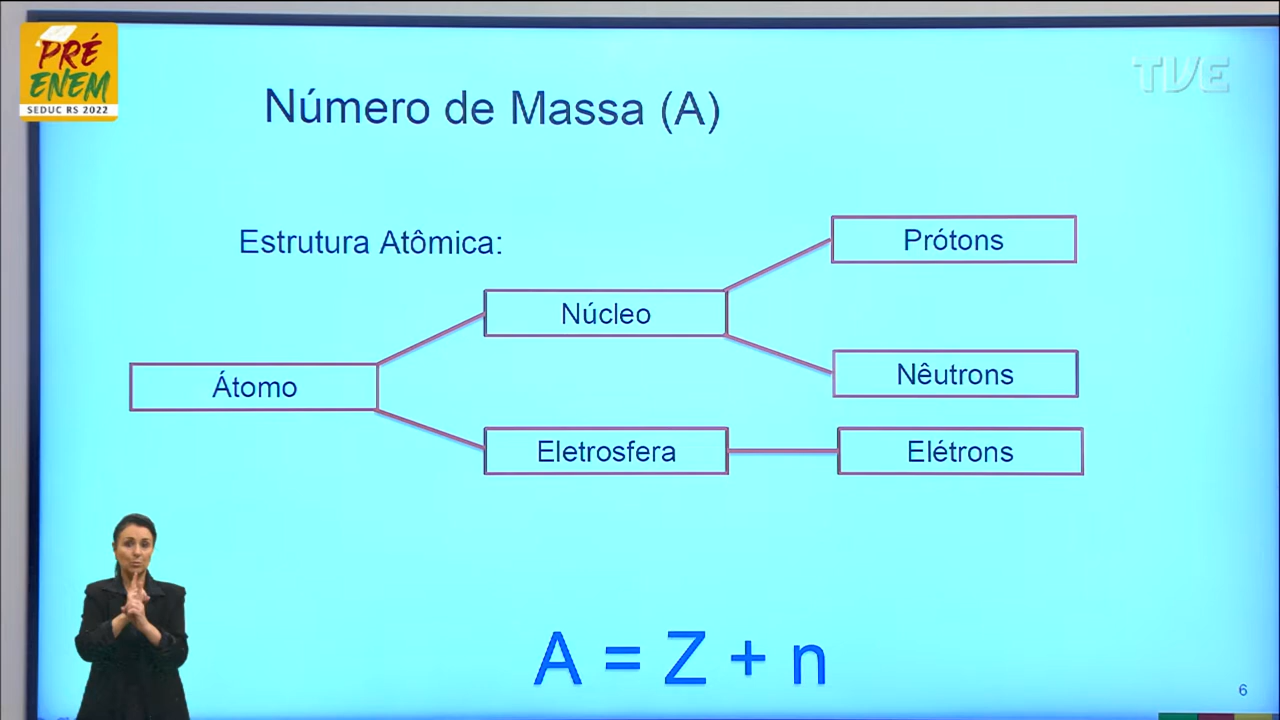 PRÉ
ENEM
SEDUC RS 2022
TVE
Número de Massa (A)
Estrutura Atômica:
Prótons
Núcleo
Nêutrons
Átomo
Eletrosfera
Elétrons
A = Z + n
6